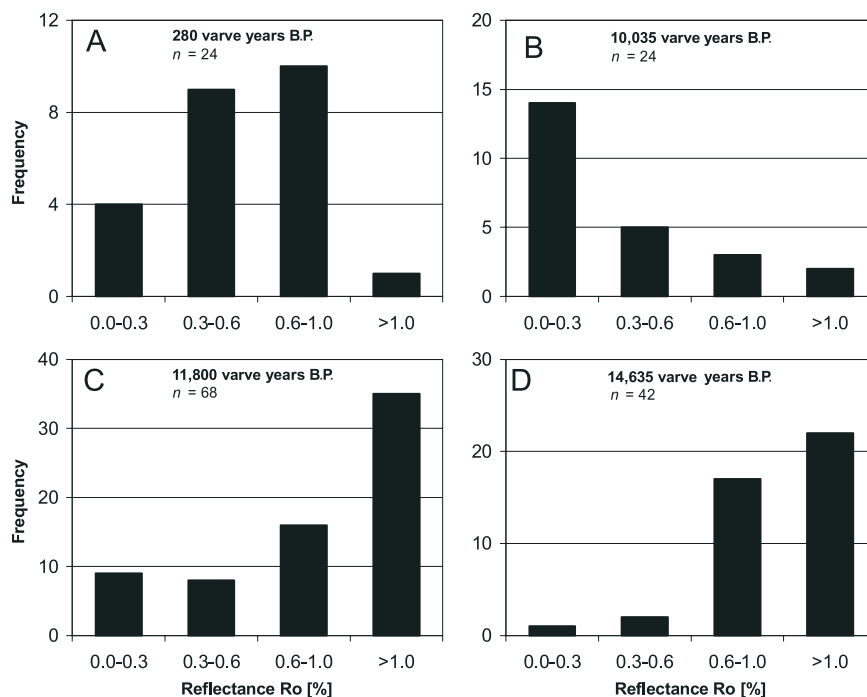 A
280 varve years B.P.
n = 24
Frequency
12
8
4
0
0.0–0.3 0.3–0.6 0.6–1.0 >1.0
B
10,035 varve years B.P.
n = 24
20
15
10
5
0
0.0–0.3 0.3–0.6 0.6–1.0 >1.0
C
11,800 varve years B.P.
n = 68
Frequency
40
30
20
10
0
0.0–0.3 0.3–0.6 0.6–1.0 >1.0
Reflectance Ro [%]
D
14,635 varve years B.P.
n = 42
30
20
10
0
0.0–0.3 0.3–0.6 0.6–1.0 >1.0
Reflectance Ro [%]